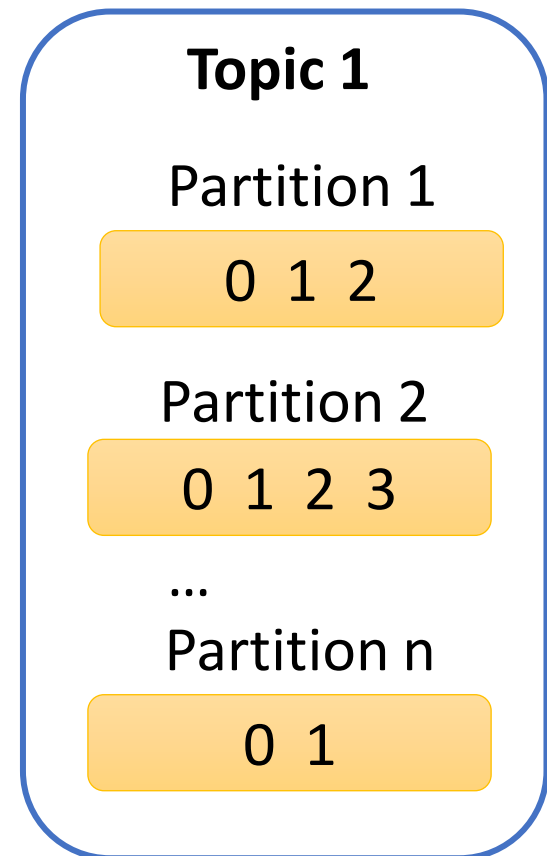 Topic 1
Partition 1
0 1 2
Partition 2
0 1 2 3
...
Partition n
0 1